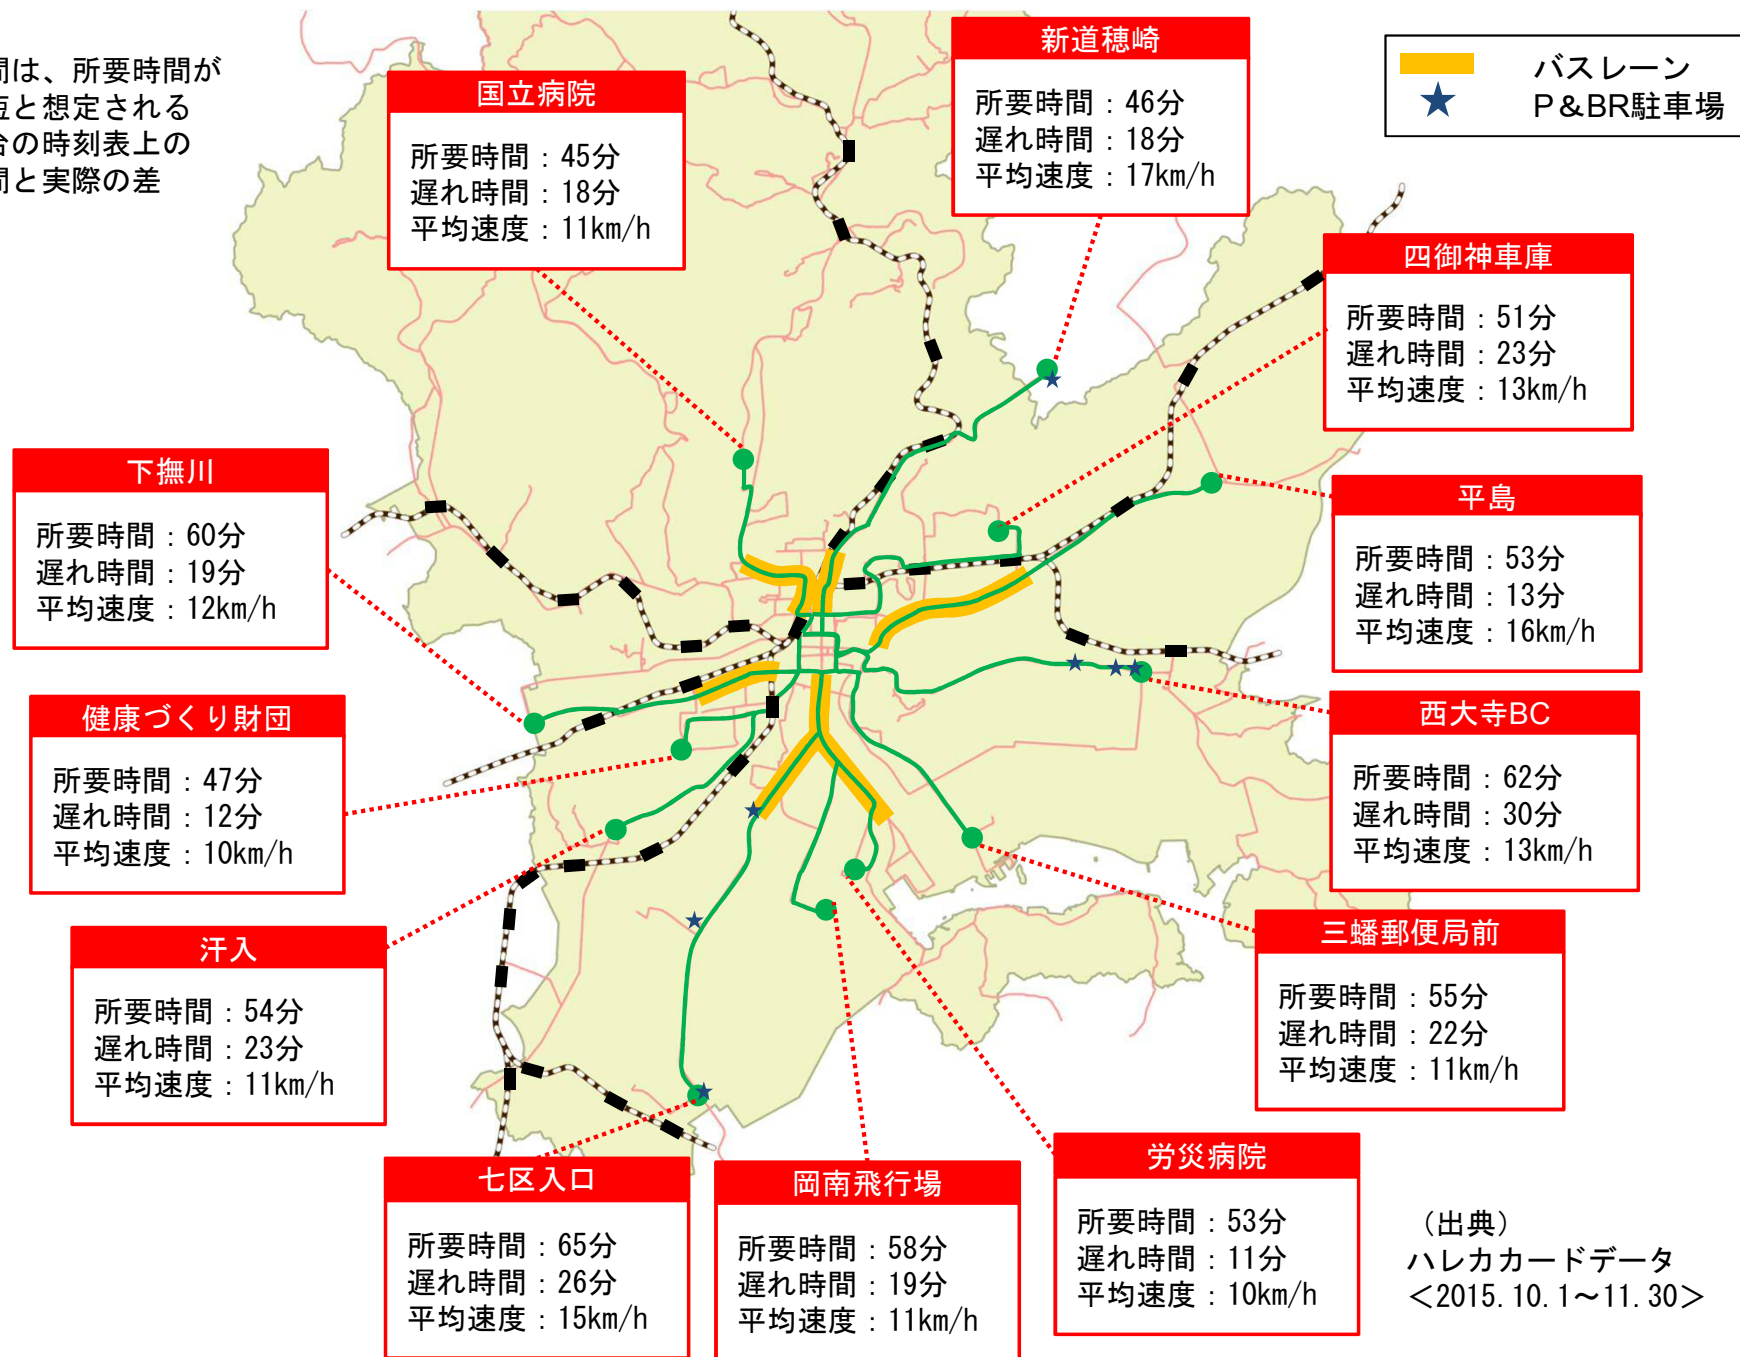 間は、所要時間が
短と想定される
合の時刻表上の
間と実際の差
国立病院
所要時間：45分
遅れ時間：18分
平均速度：11km/h
新道穂崎
所要時間：46分
遅れ時間：18分
平均速度：17km/h
バスレーン
P＆BR駐車場
四御神車庫
所要時間：51分
遅れ時間：23分
平均速度：13km/h
下撫川
所要時間：60分
遅れ時間：19分
平均速度：12km/h
平島
所要時間：53分
遅れ時間：13分
平均速度：16km/h
健康づくり財団
所要時間：47分
遅れ時間：12分
平均速度：10km/h
西大寺BC
所要時間：62分
遅れ時間：30分
平均速度：13km/h
汗入
所要時間：54分
遅れ時間：23分
平均速度：11km/h
三蟠郵便局前
所要時間：55分
遅れ時間：22分
平均速度：11km/h
七区入口
所要時間：65分
遅れ時間：26分
平均速度：15km/h
岡南飛行場
所要時間：58分
遅れ時間：19分
平均速度：11km/h
労災病院
所要時間：53分
遅れ時間：11分
平均速度：10km/h
（出典）
ハレカカードデータ
＜2015.10.1～11.30＞